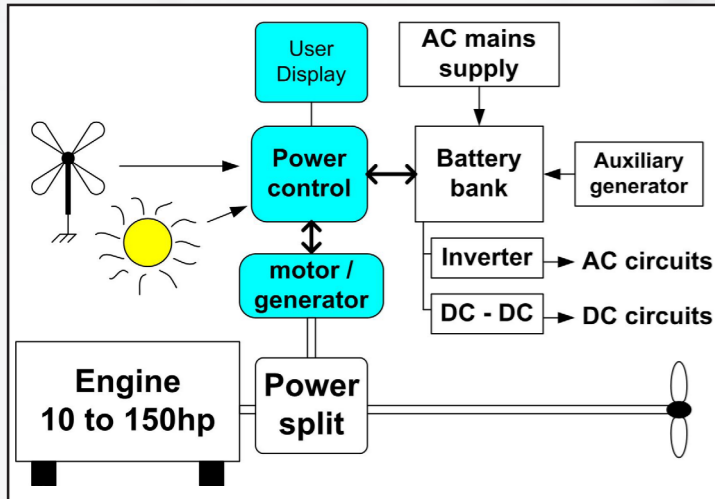 User
Display
AC mains
supply
Power
control
Battery
bank
Auxiliary
generator
Inverter
AC circuits
motor /
generator
DC - DC
DC circuits
Engine
10 to 150hp
Power
split